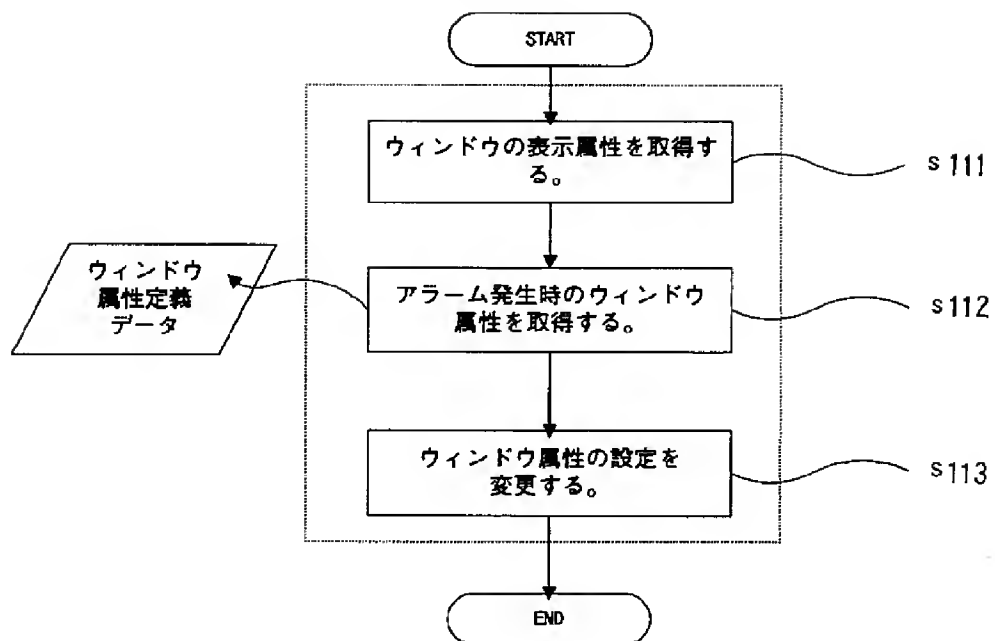 START
ウィンドウの表示属性を取得す
る。
s111
ウィンドウ
属性定義
データ
アラーム発生時のウィンドウ
属性を取得する。
s112
ウィンドウ属性の設定を
変更する。
s113
END